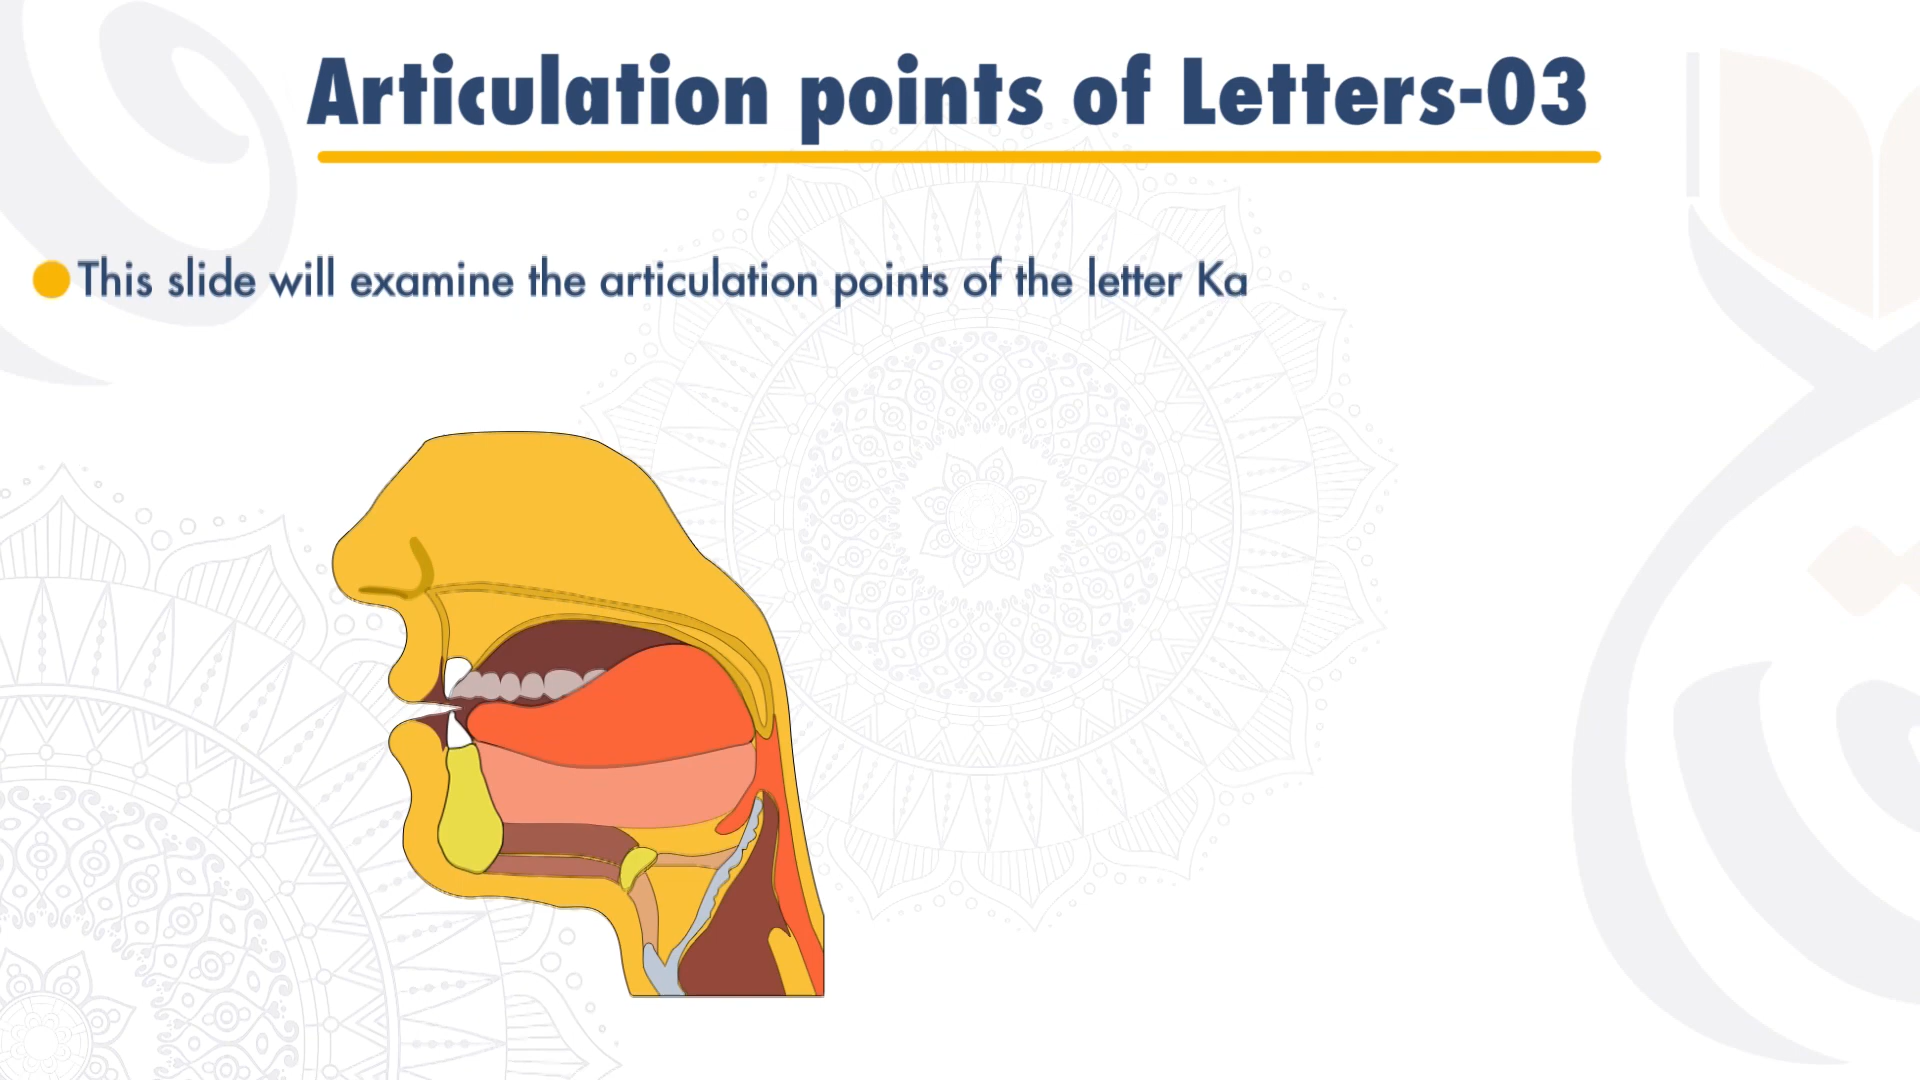 Articulation points of Letters-03
This slide will examine the articulation points of the letter Ka